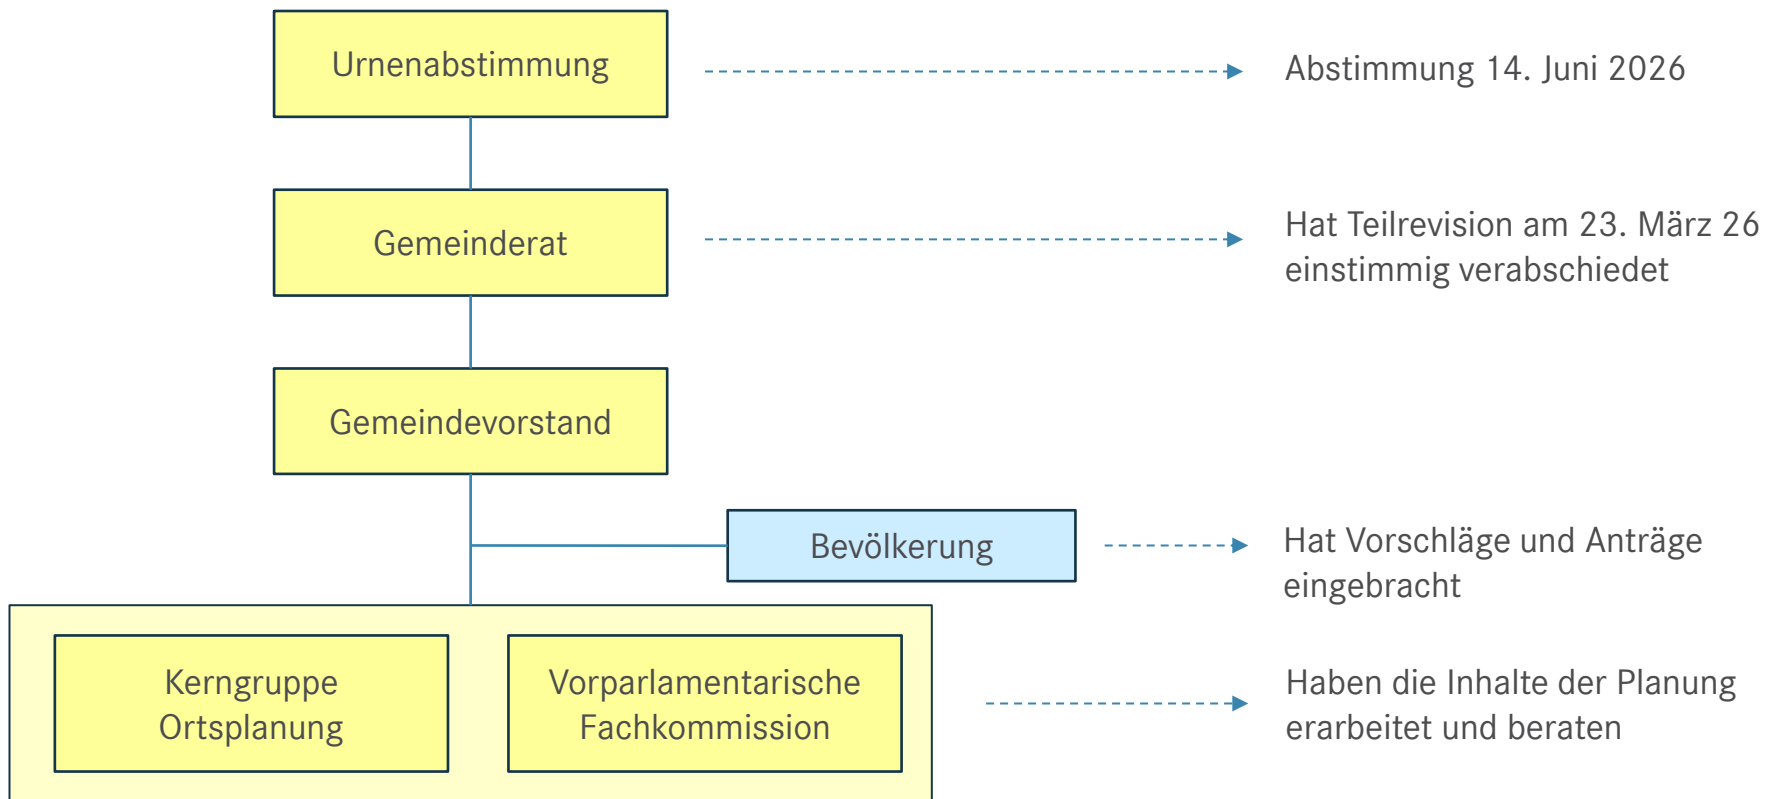 Urnenabstimmung
Abstimmung 14. Juni 2026
Gemeinderat
Hat Teilrevision am 23. März 26
einstimmig verabschiedet
Gemeindevorstand
Bevölkerung
Hat Vorschläge und Anträge
eingebracht
Kerngruppe
Ortsplanung
Vorparlamentarische
Fachkommission
Haben die Inhalte der Planung
erarbeitet und beraten